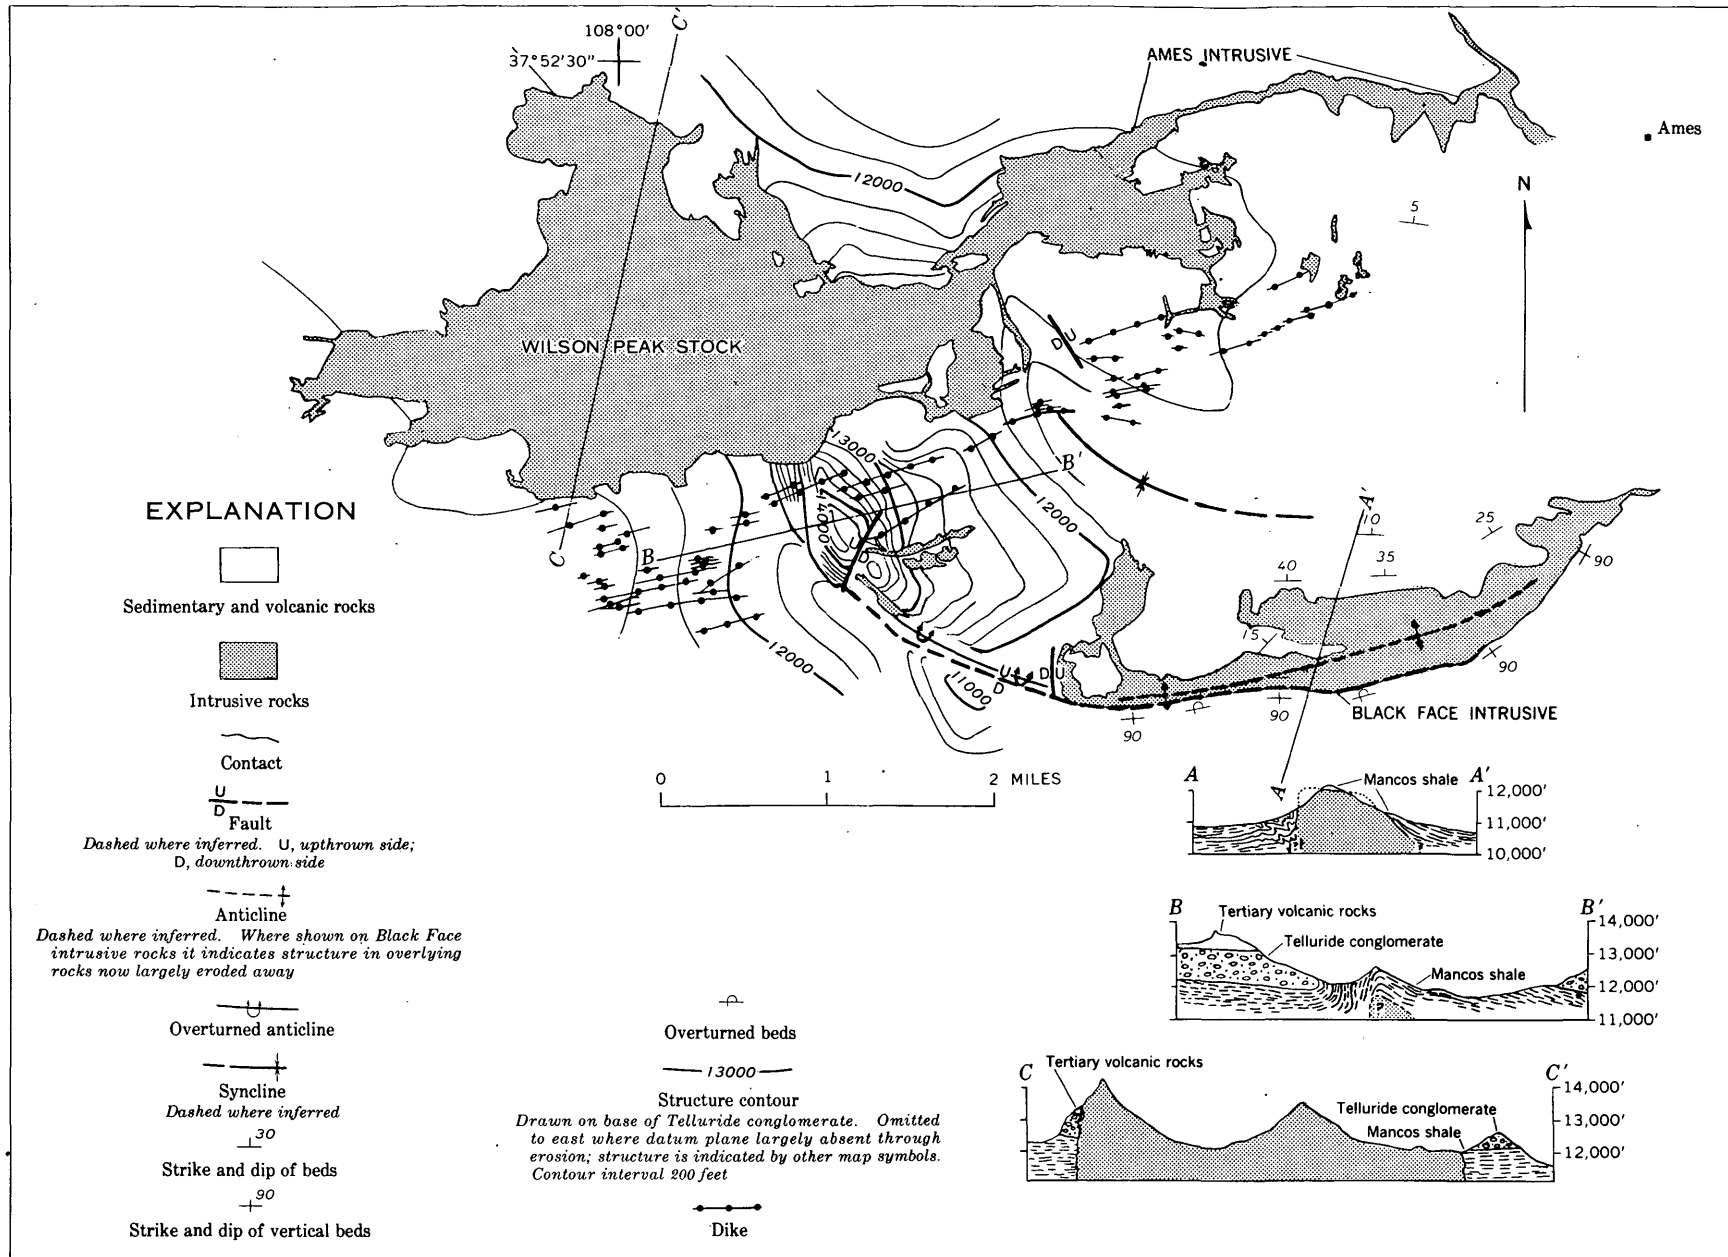 108°00'
37°52'30"
C'
AMES INTRUSIVE
Ames
12000
N
5
D U
WILSON PEAK STOCK
13000
14000
B'
B
C
12000
12000
11000
U
D
D U
A'
10
25
40
35
90
15
90
90
90
BLACK FACE INTRUSIVE
A
0 1 2 MILES
EXPLANATION
Sedimentary and volcanic rocks
Intrusive rocks
Contact
U
D
Fault
Dashed where inferred. U, upthrown side;
D, downthrown side
Anticline
Dashed where inferred. Where shown on Black Face
intrusive rocks it indicates structure in overlying
rocks now largely eroded away
Overturned anticline
Syncline
Dashed where inferred
30
Strike and dip of beds
90
Strike and dip of vertical beds
Overturned beds
13000
Structure contour
Drawn on base of Telluride conglomerate. Omitted
to east where datum plane largely absent through
erosion; structure is indicated by other map symbols.
Contour interval 200 feet
Dike
A A'
Mancos shale
12,000'
11,000'
10,000'
B B'
Tertiary volcanic rocks
Telluride conglomerate
Mancos shale
14,000'
13,000'
12,000'
11,000'
C C'
Tertiary volcanic rocks
Telluride conglomerate
Mancos shale
14,000'
13,000'
12,000'